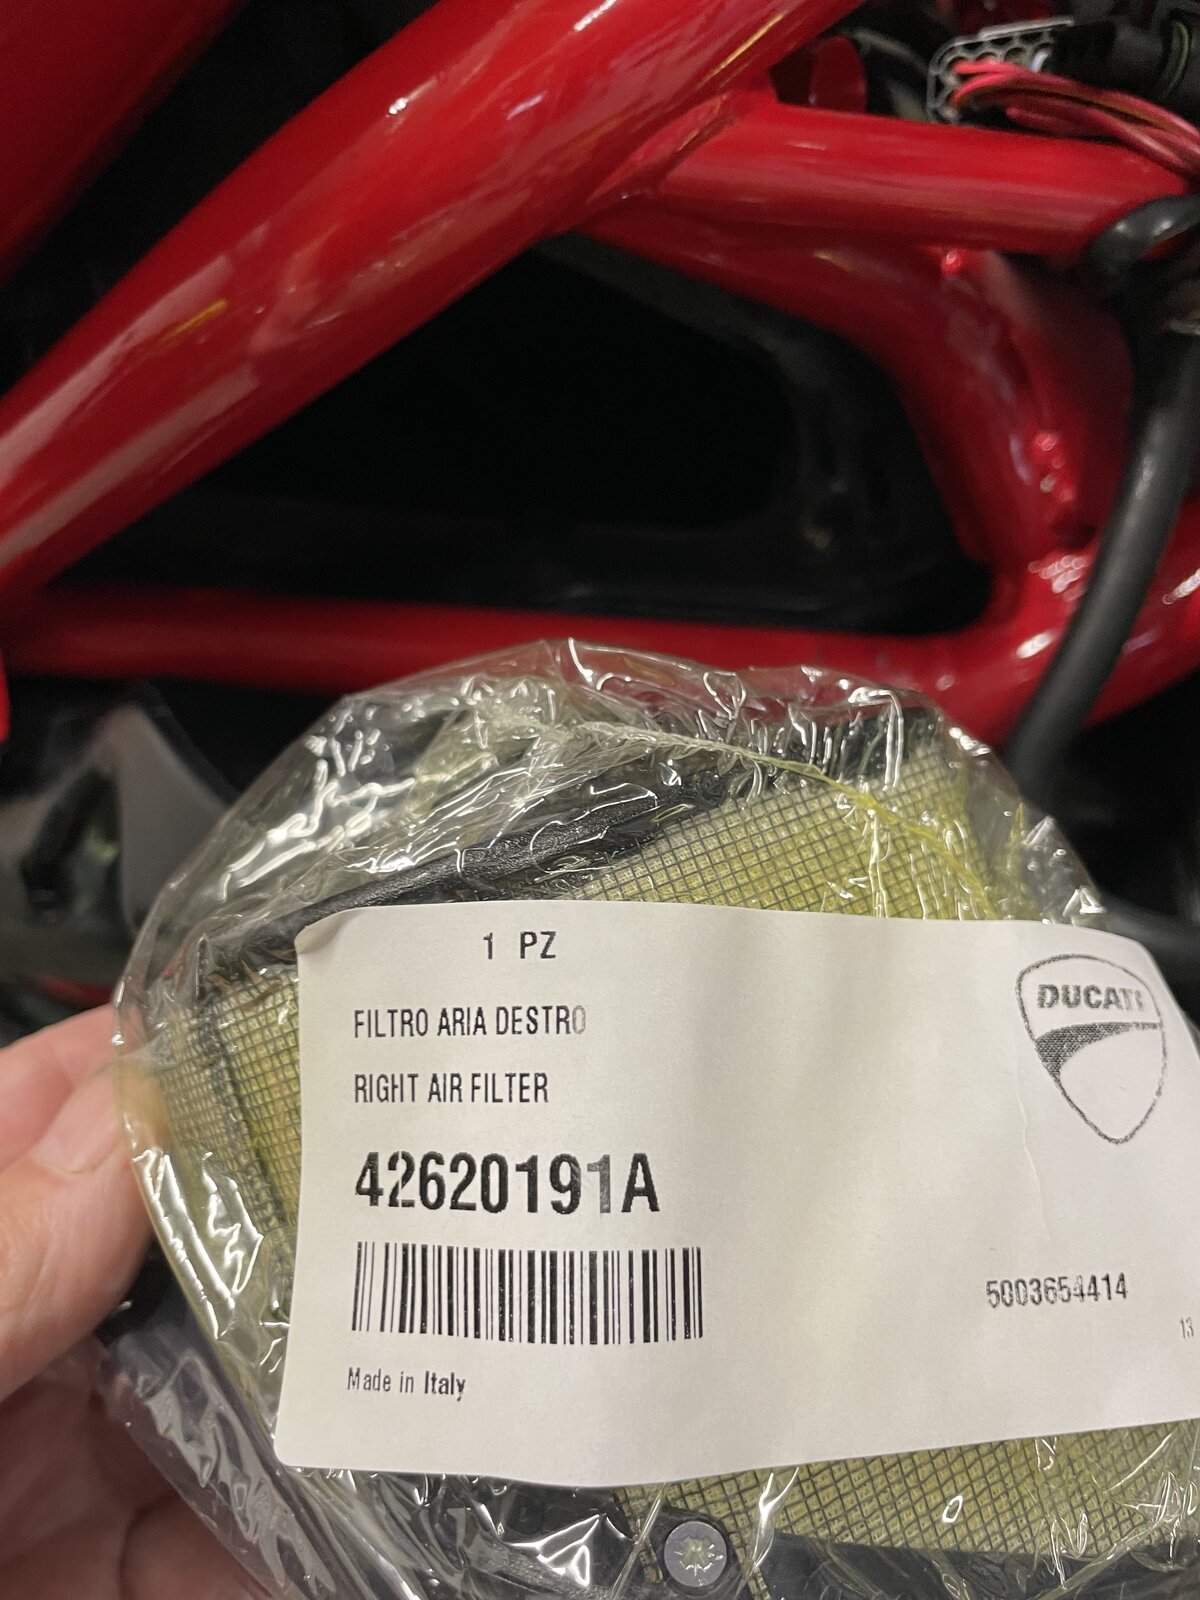 1 PZ
FILTRO ARIA DESTRO
RIGHT AIR FILTER
42620191A
Made in Italy
DUCATI
5003654414
13